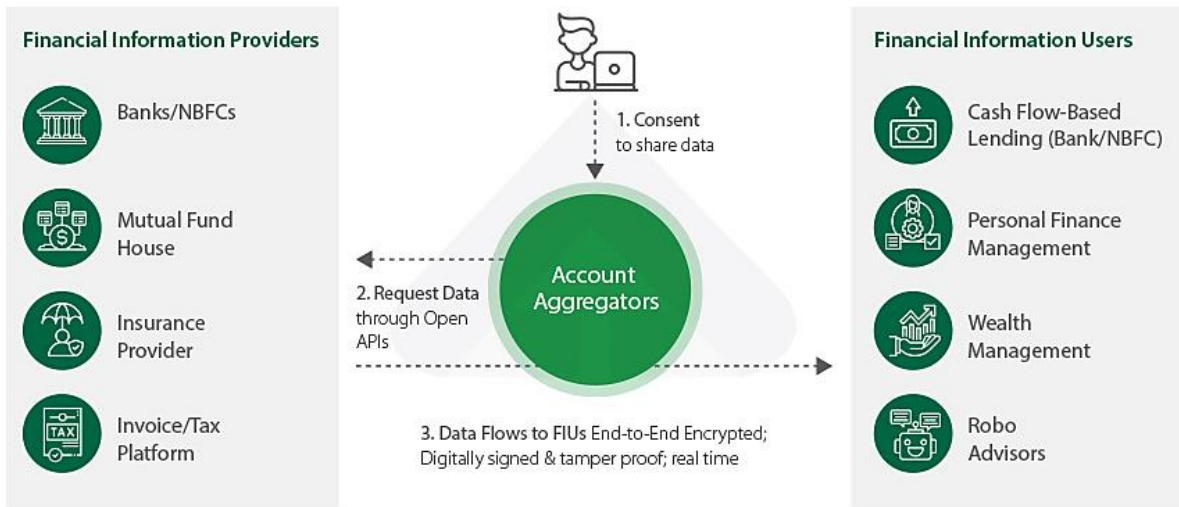 Financial Information Providers
Banks/NBFCs
Mutual Fund
House
Insurance
Provider
TAX
Invoice/Tax
Platform
1. Consent
to share data
Account
Aggregators
2. Request Data
through Open
APIs
3. Data Flows to FIUs End-to-End Encrypted;
Digitally signed & tamper proof; real time
Financial Information Users
Cash Flow-Based
Lending (Bank/NBFC)
Personal Finance
Management
Wealth
Management
Robo
Advisors